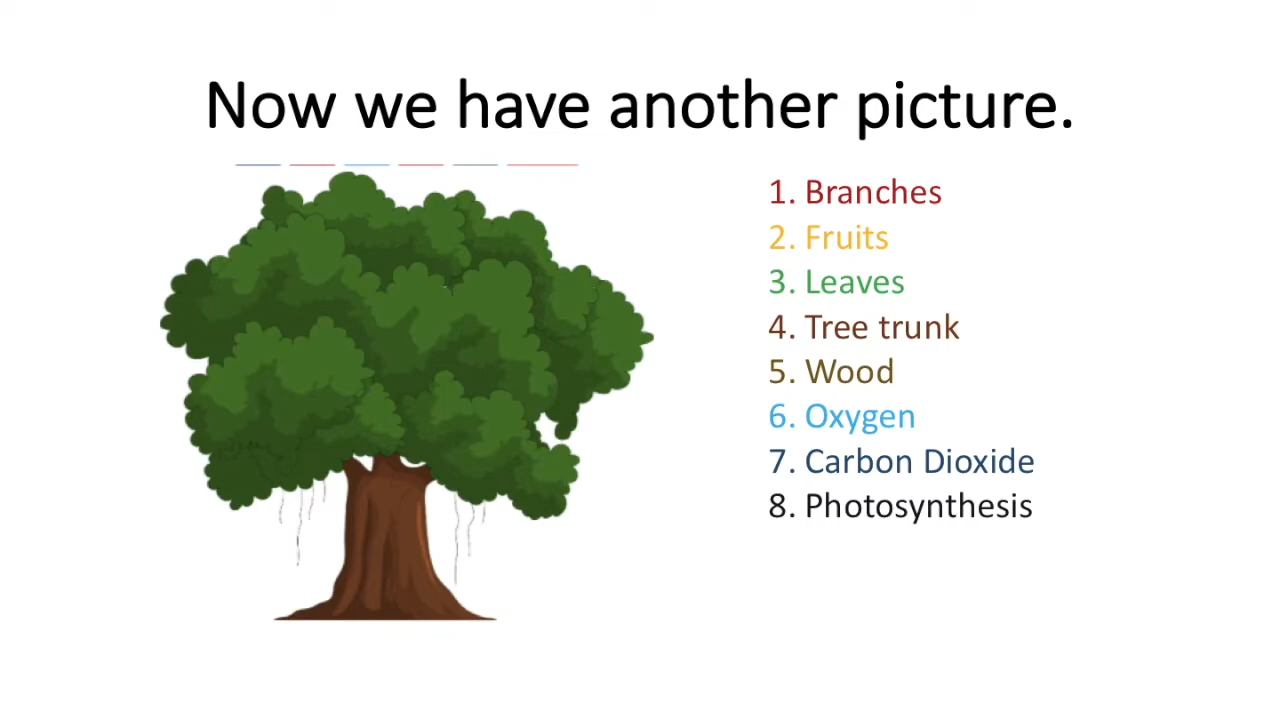 Now we have another picture.
1. Branches
2. Fruits
3. Leaves
4. Tree trunk
5. Wood
6. Oxygen
7. Carbon Dioxide
8. Photosynthesis